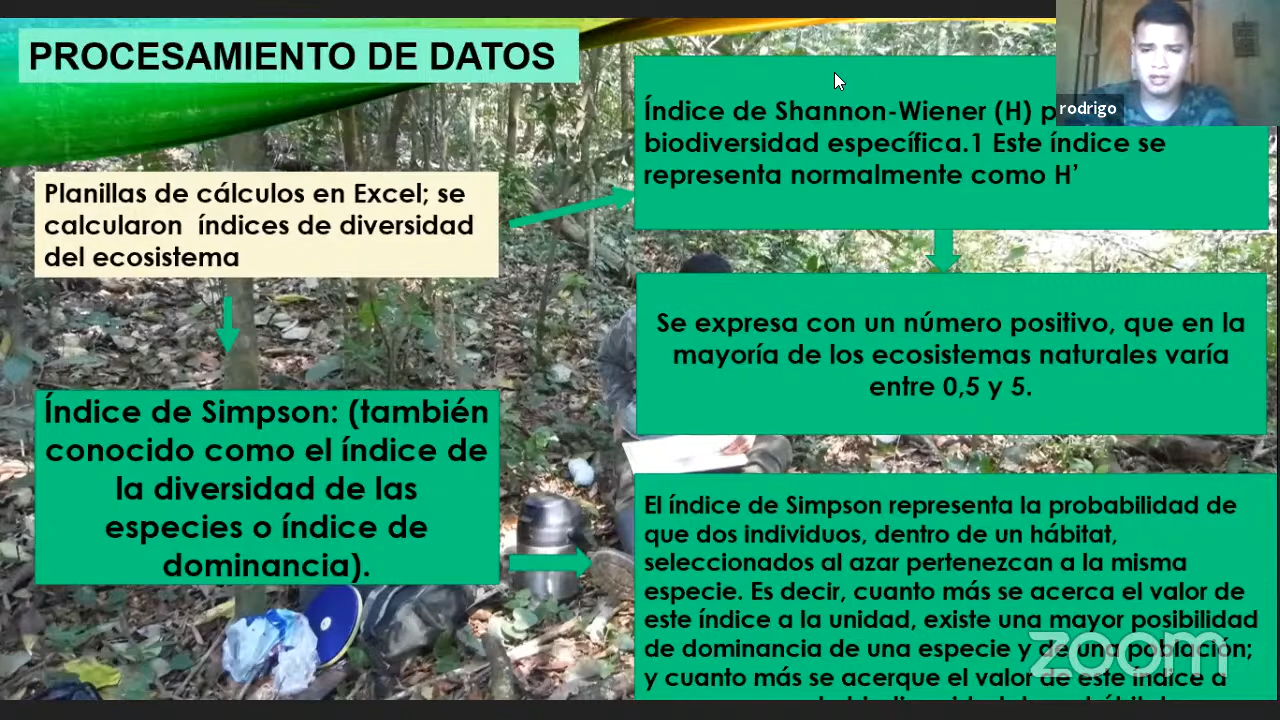 PROCESAMIENTO DE DATOS
rodrigo
Planillas de cálculos en Excel; se
calcularon índices de diversidad
del ecosistema
Índice de Shannon-Wiener (H) p
biodiversidad específica.1 Este índice se
representa normalmente como H’
Se expresa con un número positivo, que en la
mayoría de los ecosistemas naturales varía
entre 0,5 y 5.
Índice de Simpson: (también
conocido como el índice de
la diversidad de las
especies o índice de
dominancia).
El índice de Simpson representa la probabilidad de
que dos individuos, dentro de un hábitat,
seleccionados al azar pertenezcan a la misma
especie. Es decir, cuanto más se acerca el valor de
este índice a la unidad, existe una mayor posibilidad
de dominancia de una especie y de una población;
y cuanto más se acerque el valor de este índice a
zoom